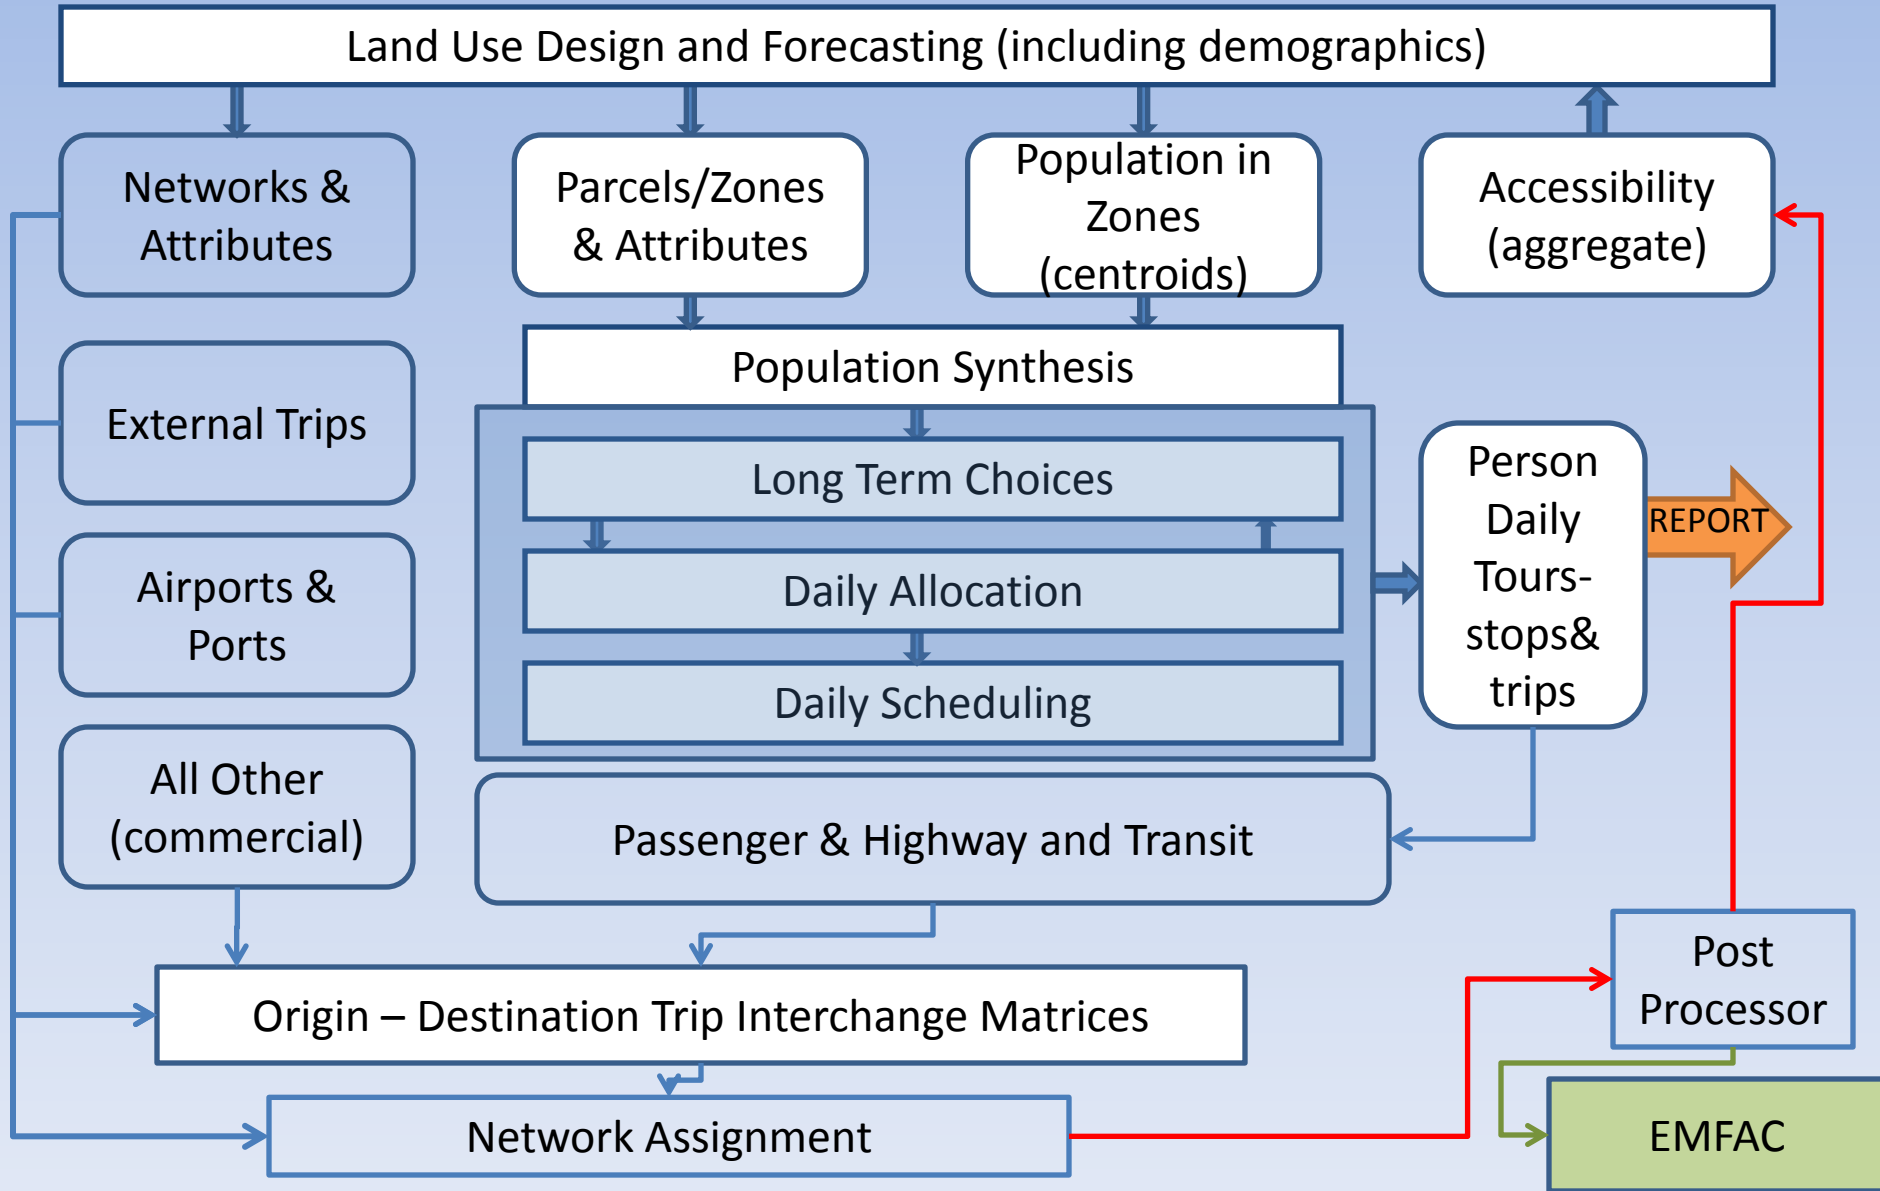 Land Use Design and Forecasting (including demographics)
Networks &
Attributes
Parcels/Zones
& Attributes
Population in
Zones
(centroids)
Accessibility
(aggregate)
External Trips
Population Synthesis
Long Term Choices
Daily Allocation
Daily Scheduling
Person
Daily
Tours-
stops&
trips
REPORT
Airports &
Ports
All Other
(commercial)
Passenger & Highway and Transit
Origin – Destination Trip Interchange Matrices
Post
Processor
Network Assignment
EMFAC